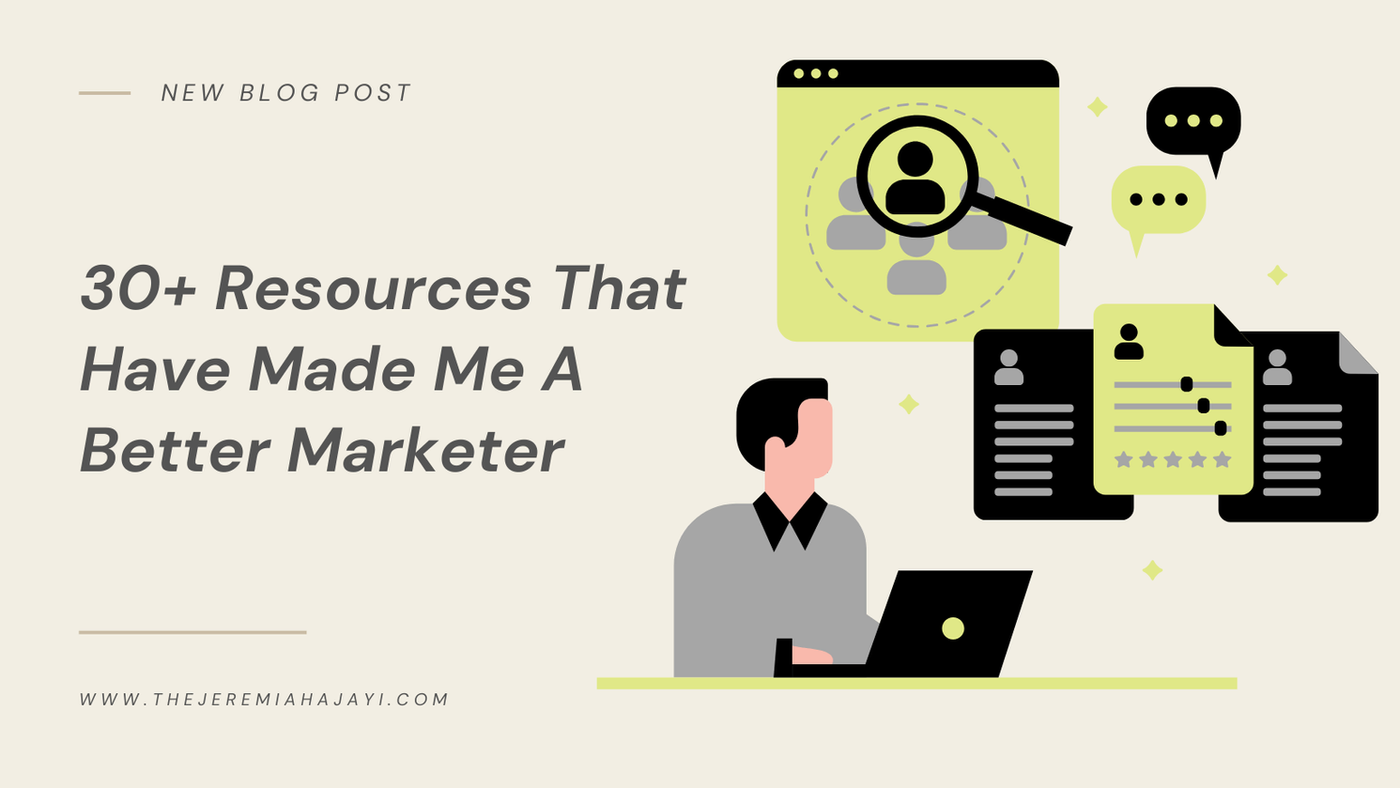 NEW BLOG POST
30+ Resources That
Have Made Me A
Better Marketer
WWW.THEJEREMIAHAJAYI.COM